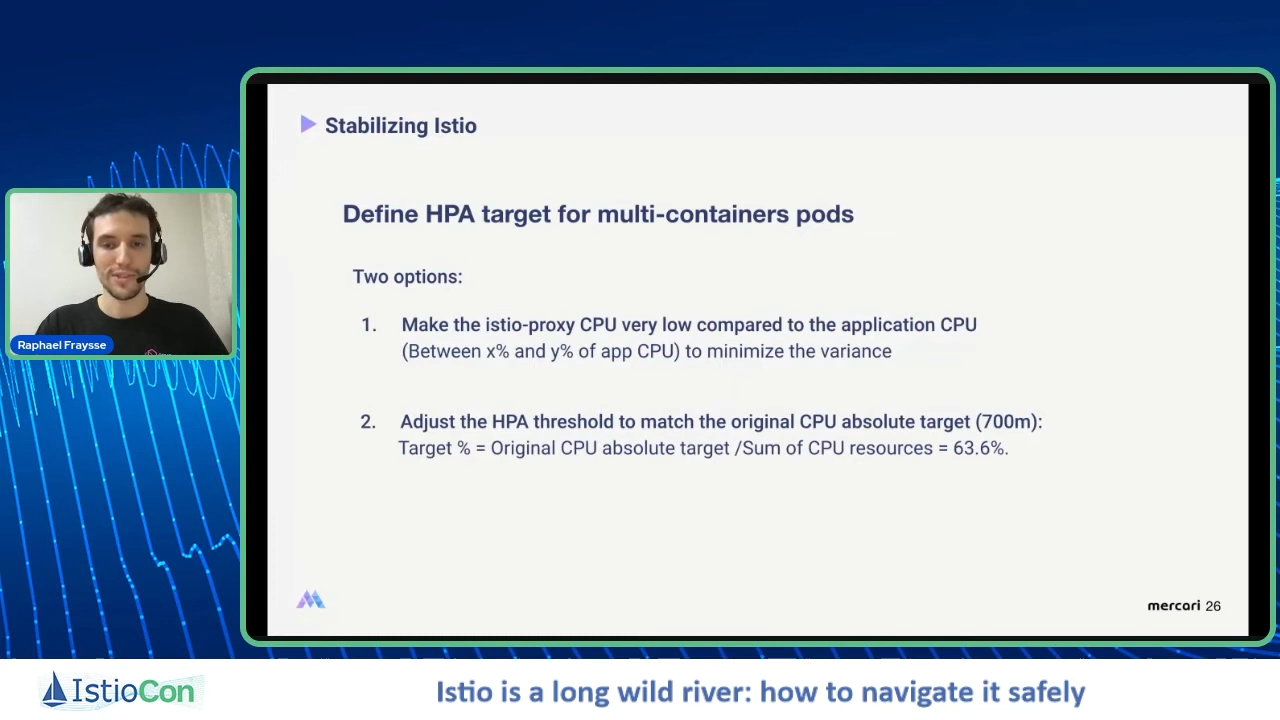 Stabilizing Istio
Define HPA target for multi-containers pods
Two options:
1. Make the istio-proxy CPU very low compared to the application CPU
(Between x% and y% of app CPU) to minimize the variance
2. Adjust the HPA threshold to match the original CPU absolute target (700m):
Target % = Original CPU absolute target /Sum of CPU resources = 63.6%.
mercari 26
Raphael Fraysse
IstioCon
Istio is a long wild river: how to navigate it safely